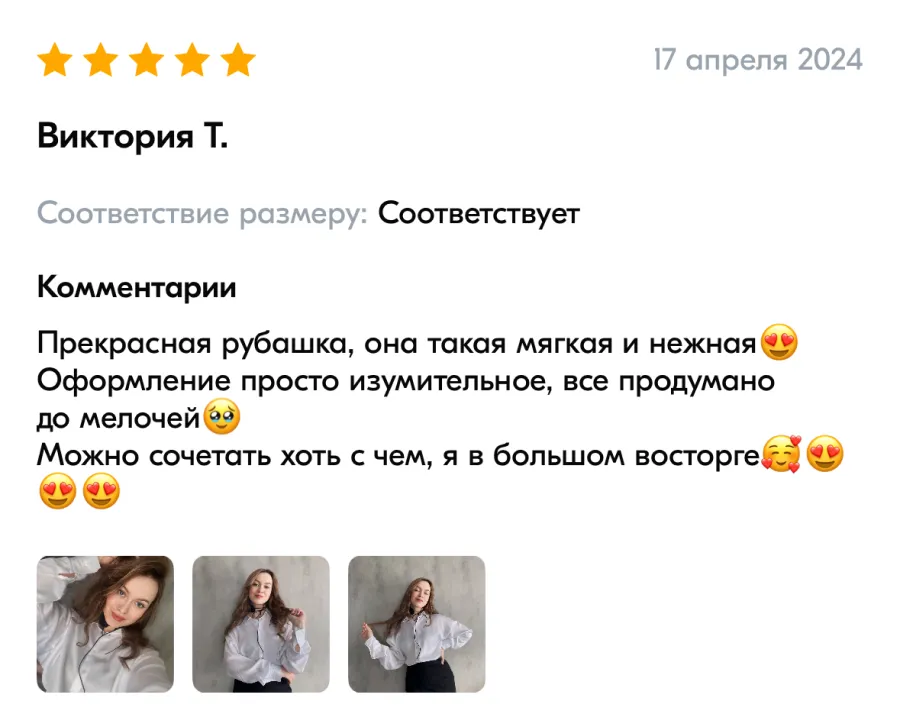 17 апреля 2024
Виктория Т.
Соответствие размеру: Соответствует
Комментарии
Прекрасная рубашка, она такая мягкая и нежная😍
Оформление просто изумительное, все продумано
до мелочей🥹
Можно сочетать хоть с чем, я в большом восторге🥰😍
😍😍